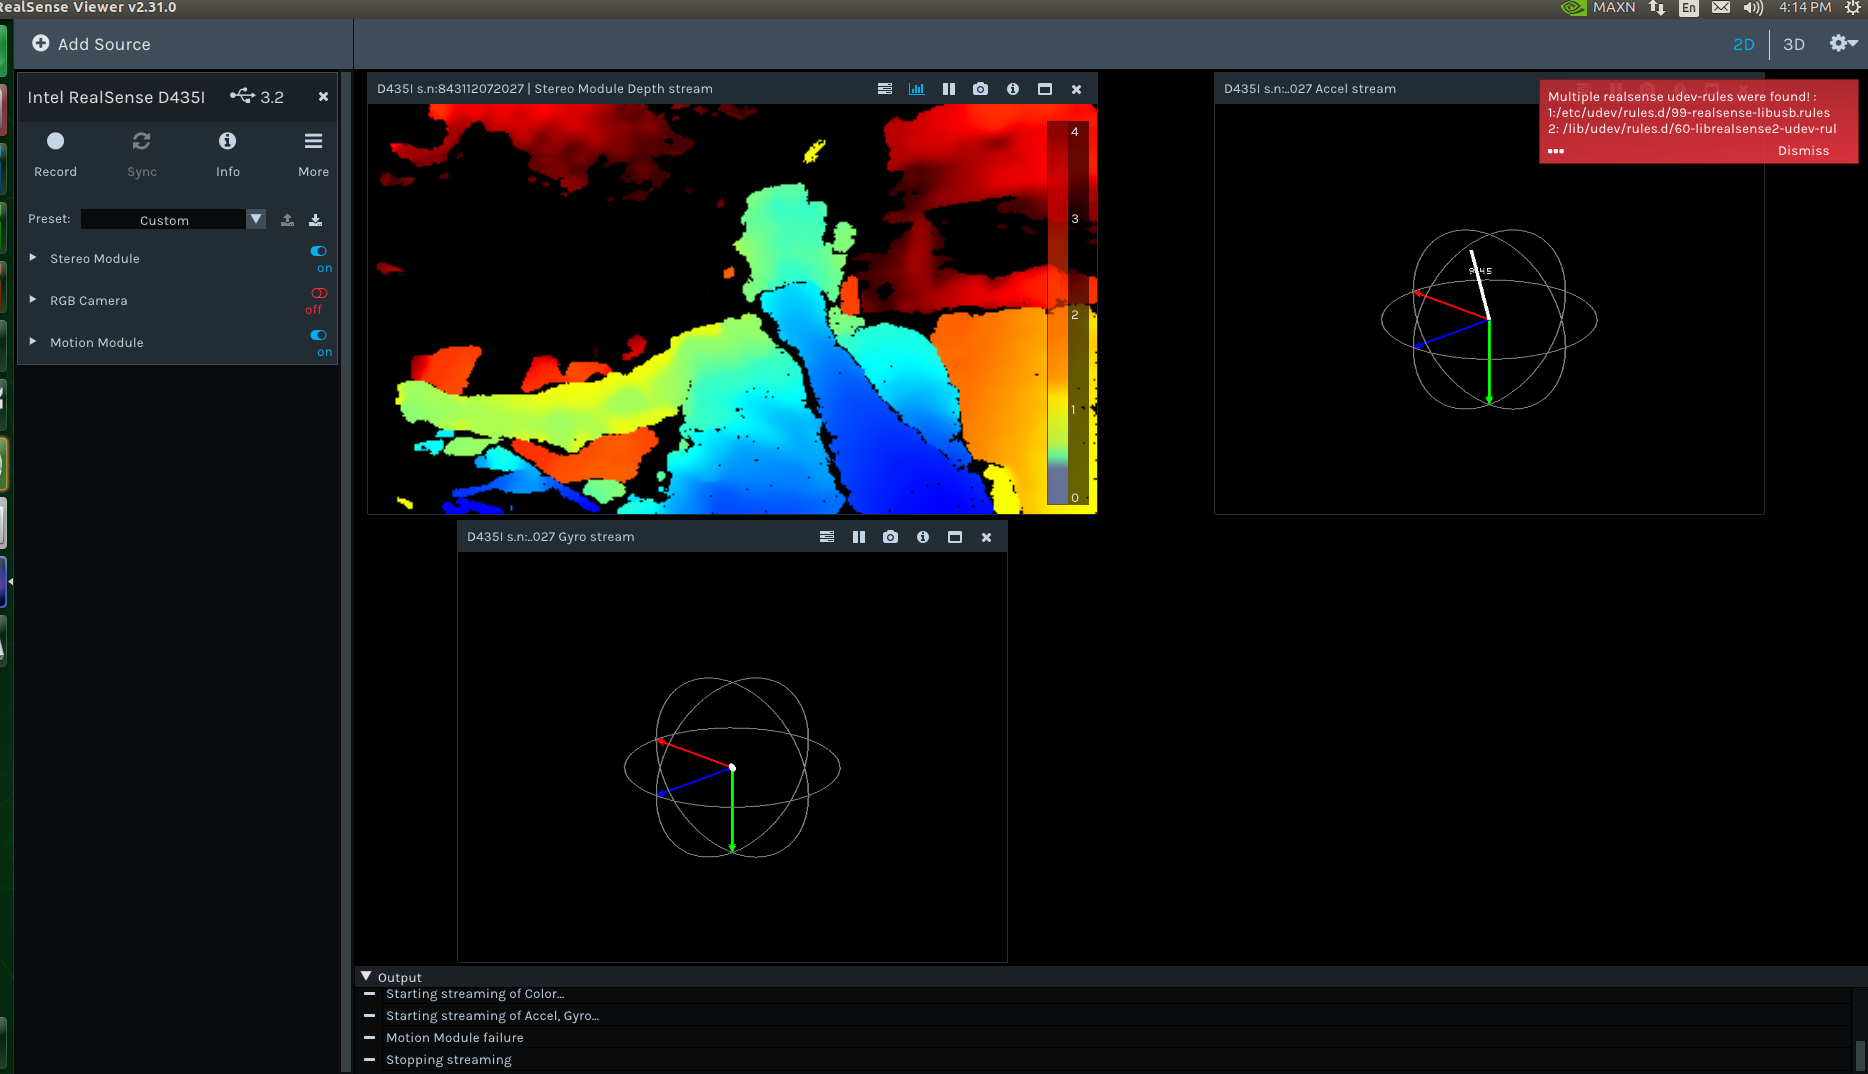 RealSense Viewer v2.31.0
MAXN
En
4:14 PM
Add Source
2D
3D
Intel RealSense D435I
3.2
Record
Sync
Info
More
Preset:
Custom
Stereo Module
on
RGB Camera
off
Motion Module
on
D435I s.n:843112072027 | Stereo Module Depth stream
4
3
2
1
0
D435I s.n:..027 Accel stream
Multiple realsense udev-rules were found! :
1:/etc/udev/rules.d/99-realsense-libusb.rules
2: /lib/udev/rules.d/60-librealsense2-udev-rul
Dismiss
D435I s.n:..027 Gyro stream
Output
Starting streaming of Color...
Starting streaming of Accel, Gyro...
Motion Module failure
Stopping streaming